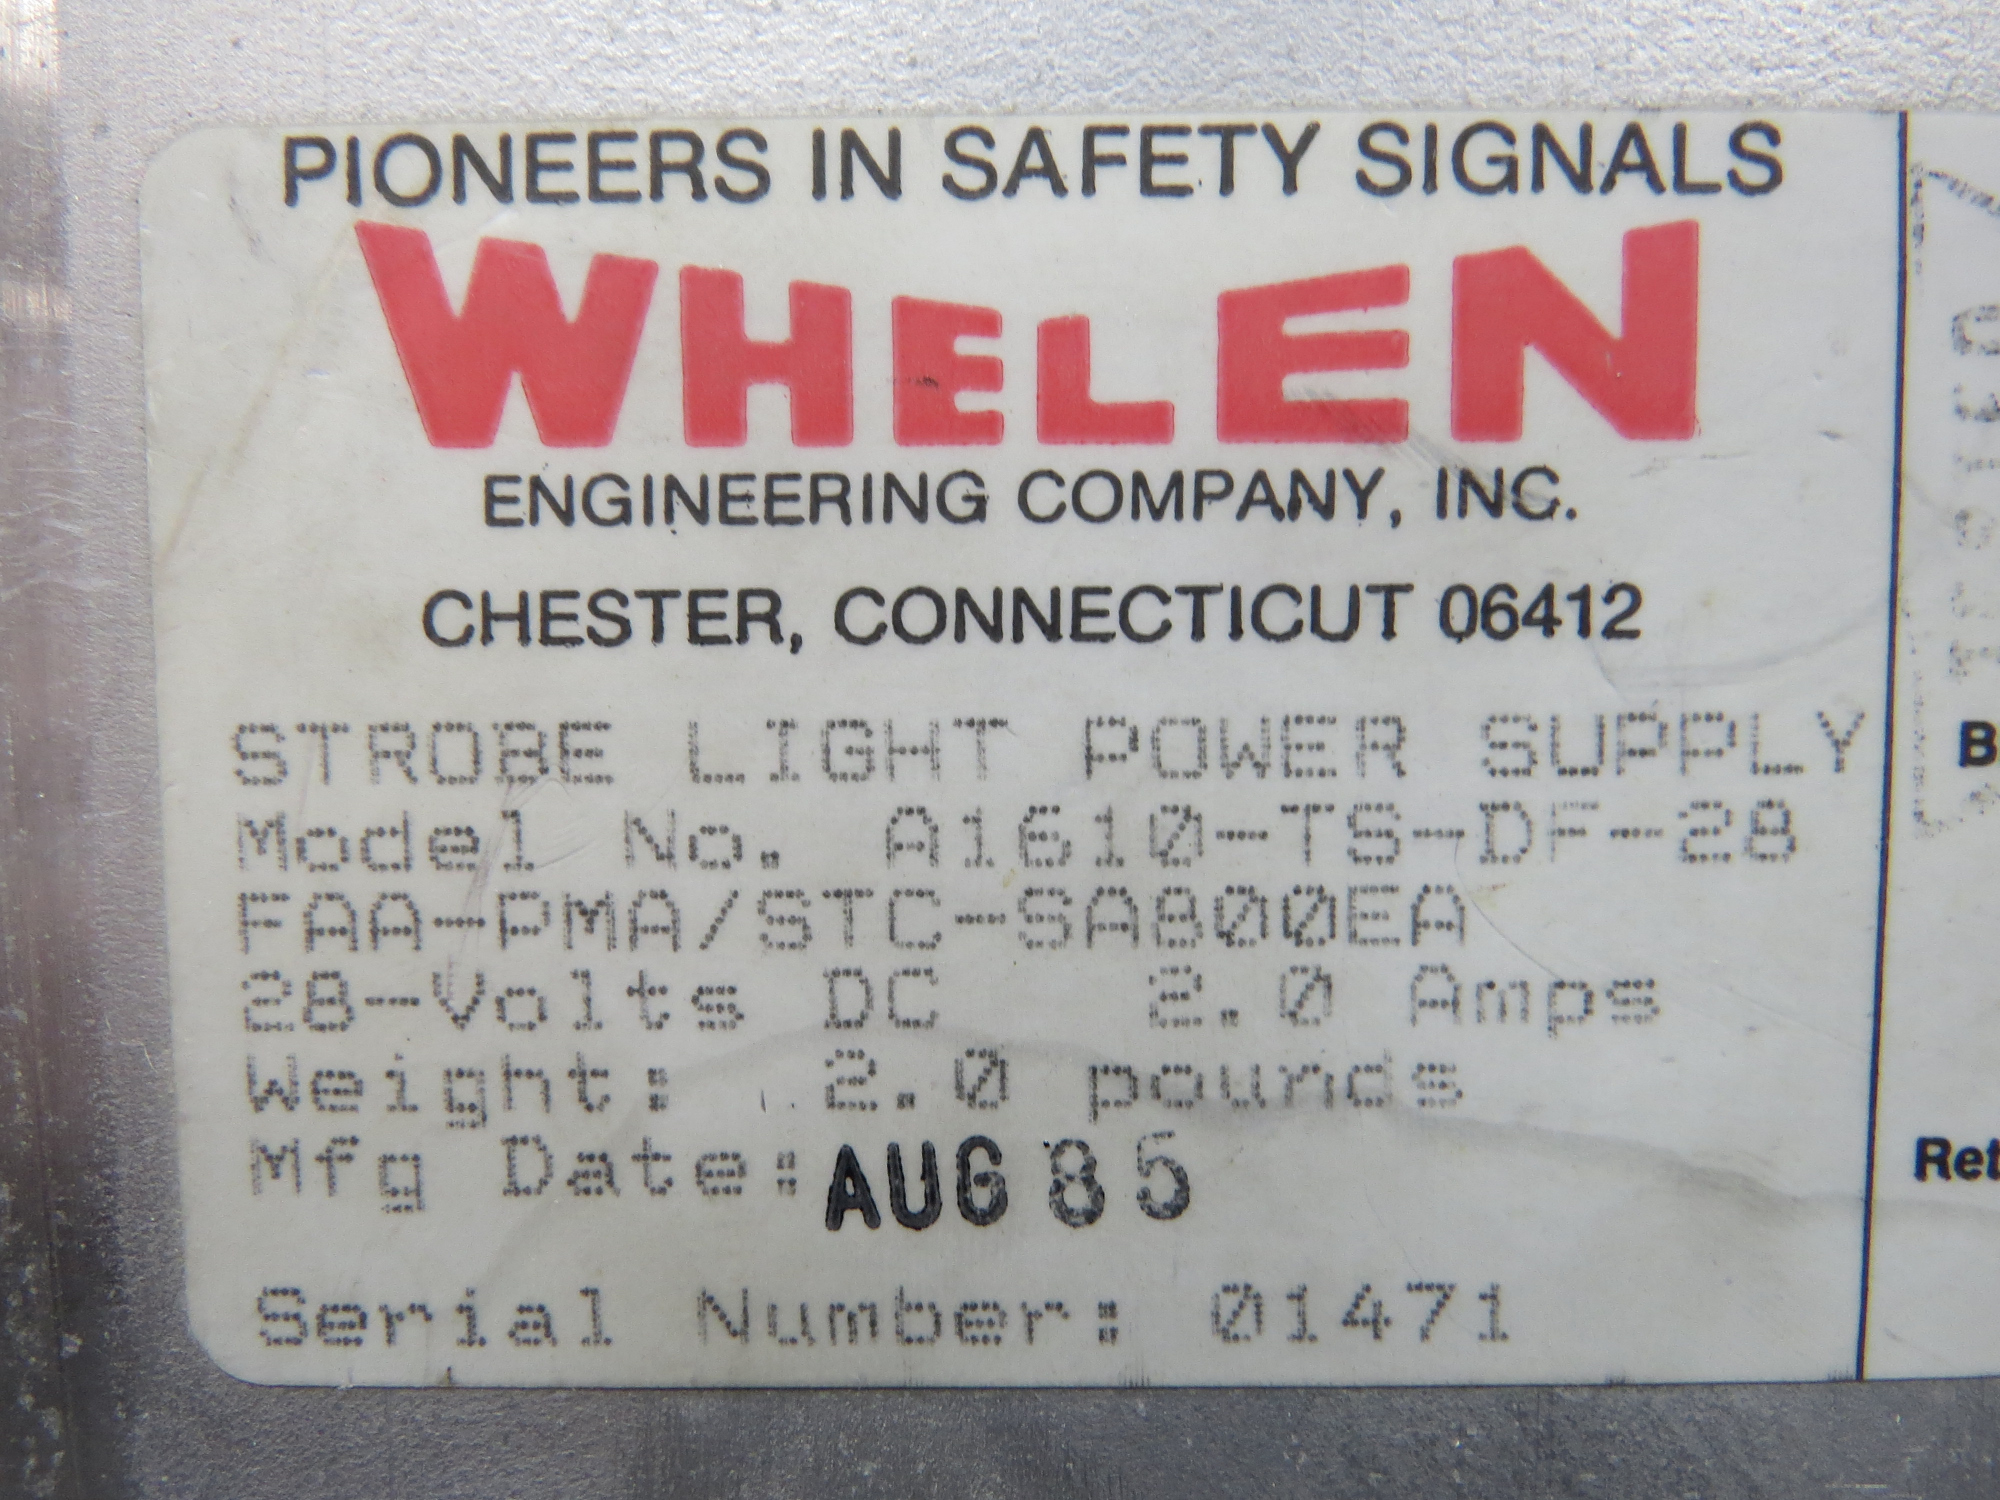 PIONEERS IN SAFETY SIGNALS
WHELEN
ENGINEERING COMPANY, INC.
CHESTER, CONNECTICUT 06412
STROBE LIGHT POWER SUPPLY
Model No. A1610-TS-DF-28
FAA-PMA/STC-SA800EA
28-Volts DC 2.0 Amps
Weight: 2.0 pounds
Mfg Date: AUG 85
Serial Number: 01471